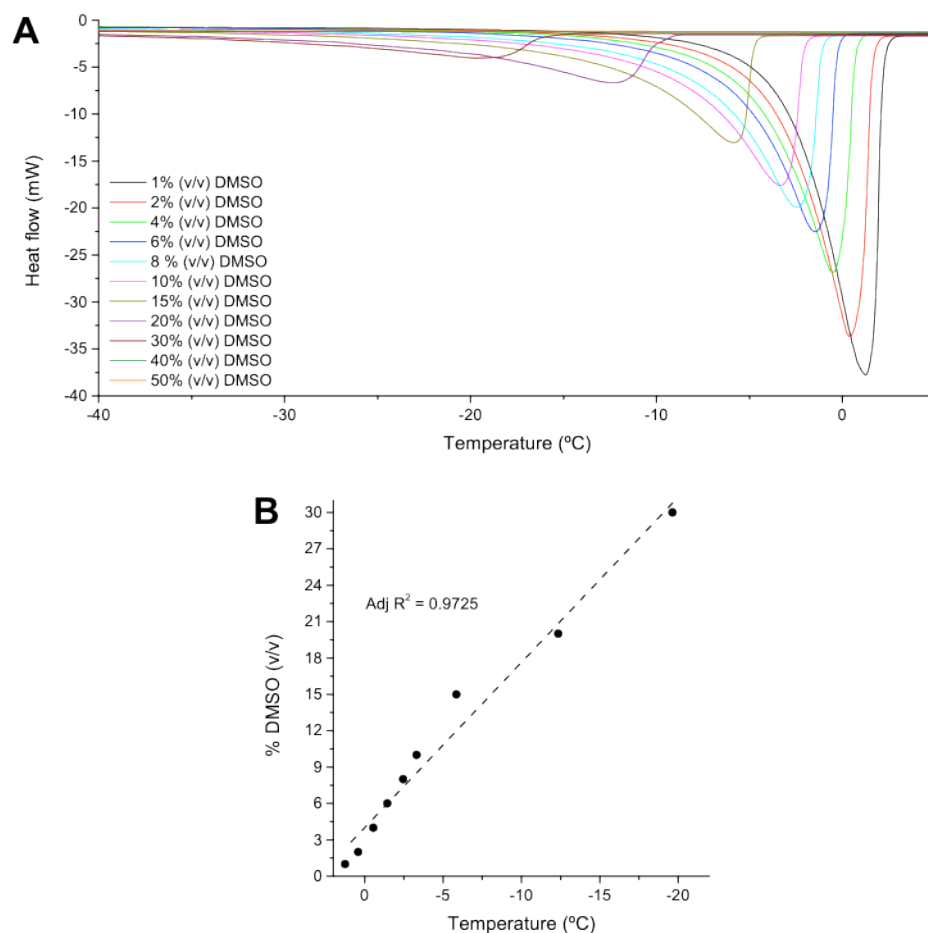 A
0
-5
-10
-15
-20
-25
-30
-35
-40
Heat flow (mW)
1% (v/v) DMSO
2% (v/v) DMSO
4% (v/v) DMSO
6% (v/v) DMSO
8 % (v/v) DMSO
10% (v/v) DMSO
15% (v/v) DMSO
20% (v/v) DMSO
30% (v/v) DMSO
40% (v/v) DMSO
50% (v/v) DMSO
-40 -30 -20 -10 0
Temperature (ºC)
B
30
27
24
21
18
15
12
9
6
3
0
% DMSO (v/v)
Adj R² = 0.9725
0 -5 -10 -15 -20
Temperature (ºC)